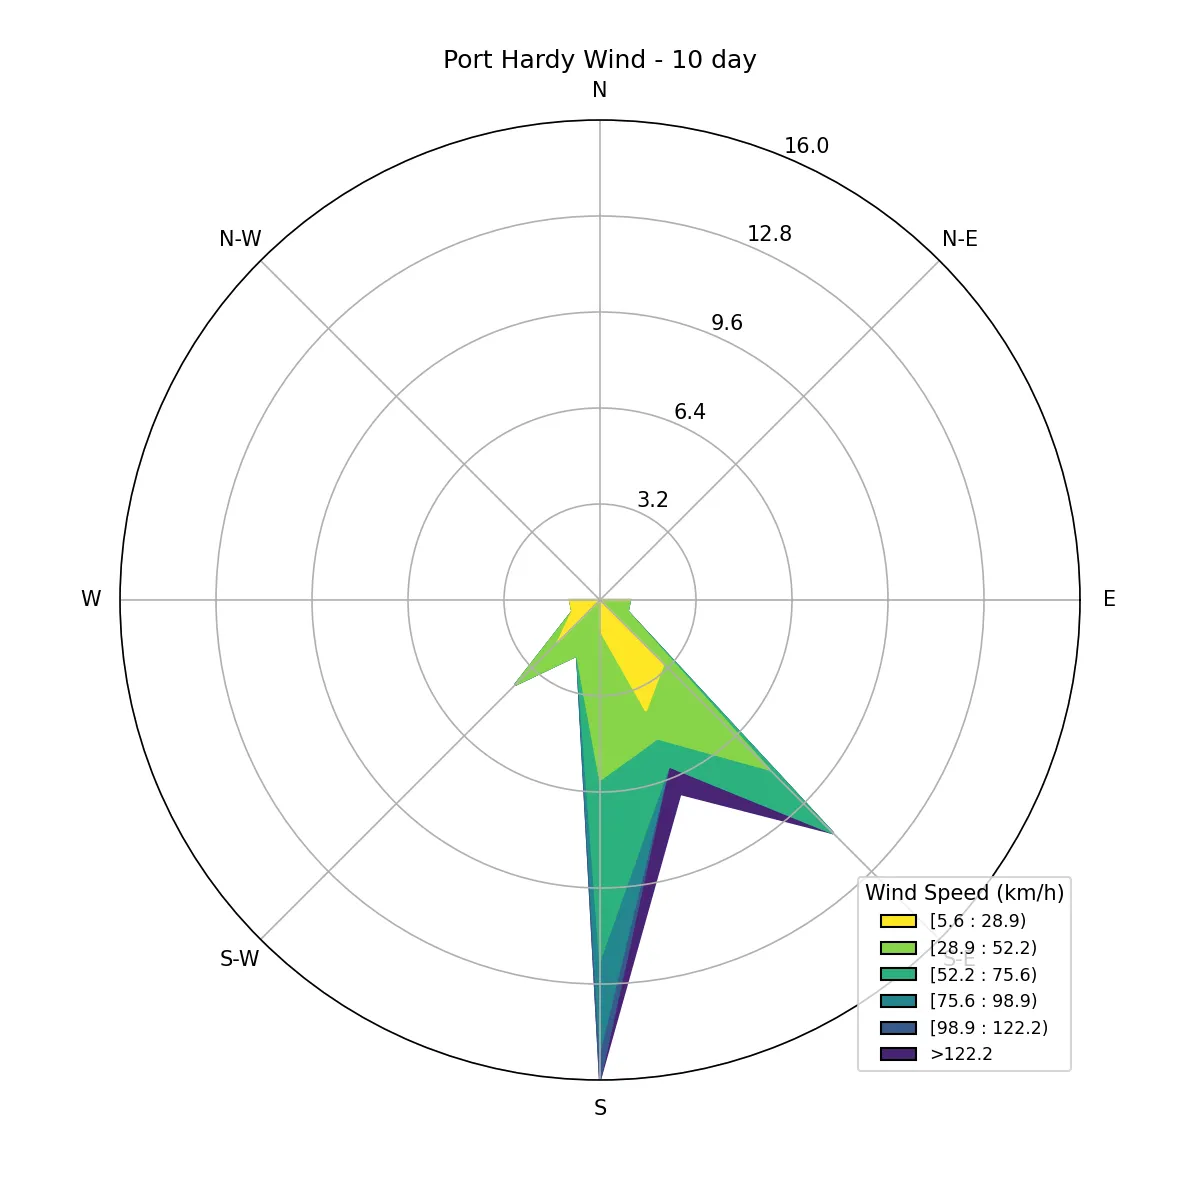 Port Hardy Wind - 10 day
N
16.0
12.8
N-W
N-E
9.6
6.4
3.2
W
E
Wind Speed (km/h)
[5.6 : 28.9)
[28.9 : 52.2)
S-W
S-E
[52.2 : 75.6)
[75.6 : 98.9)
[98.9 : 122.2)
>122.2
S